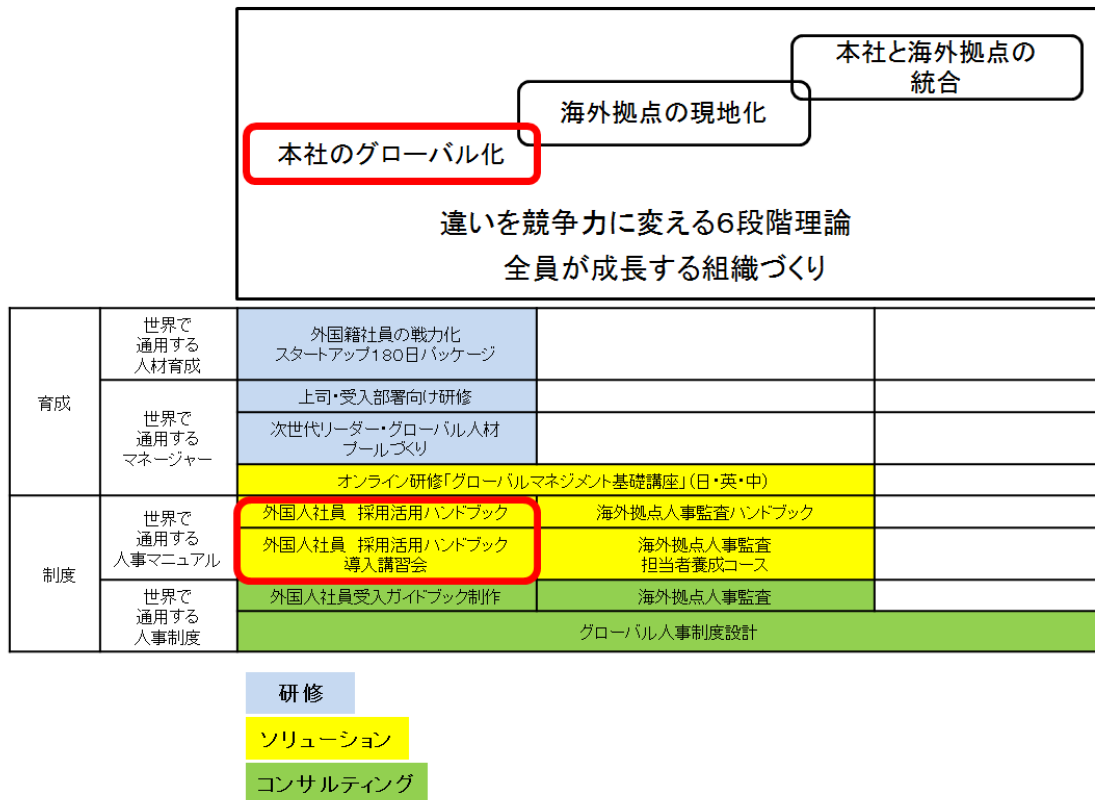 本社と海外拠点の
統合
海外拠点の現地化
本社のグローバル化
違いを競争力に変える6段階理論
全員が成長する組織づくり
育成
世界で
通用する
人材育成
外国籍社員の戦力化
スタートアップ180日パッケージ
世界で
通用する
マネージャー
上司・受入部署向け研修
次世代リーダー・グローバル人材
プールづくり
オンライン研修「グローバルマネジメント基礎講座」(日・英・中)
制度
世界で
通用する
人事マニュアル
外国人社員 採用活用ハンドブック
海外拠点人事監査ハンドブック
外国人社員 採用活用ハンドブック
導入講習会
海外拠点人事監査
担当者養成コース
世界で
通用する
人事制度
外国人社員受入ガイドブック制作
海外拠点人事監査
グローバル人事制度設計
研修
ソリューション
コンサルティング